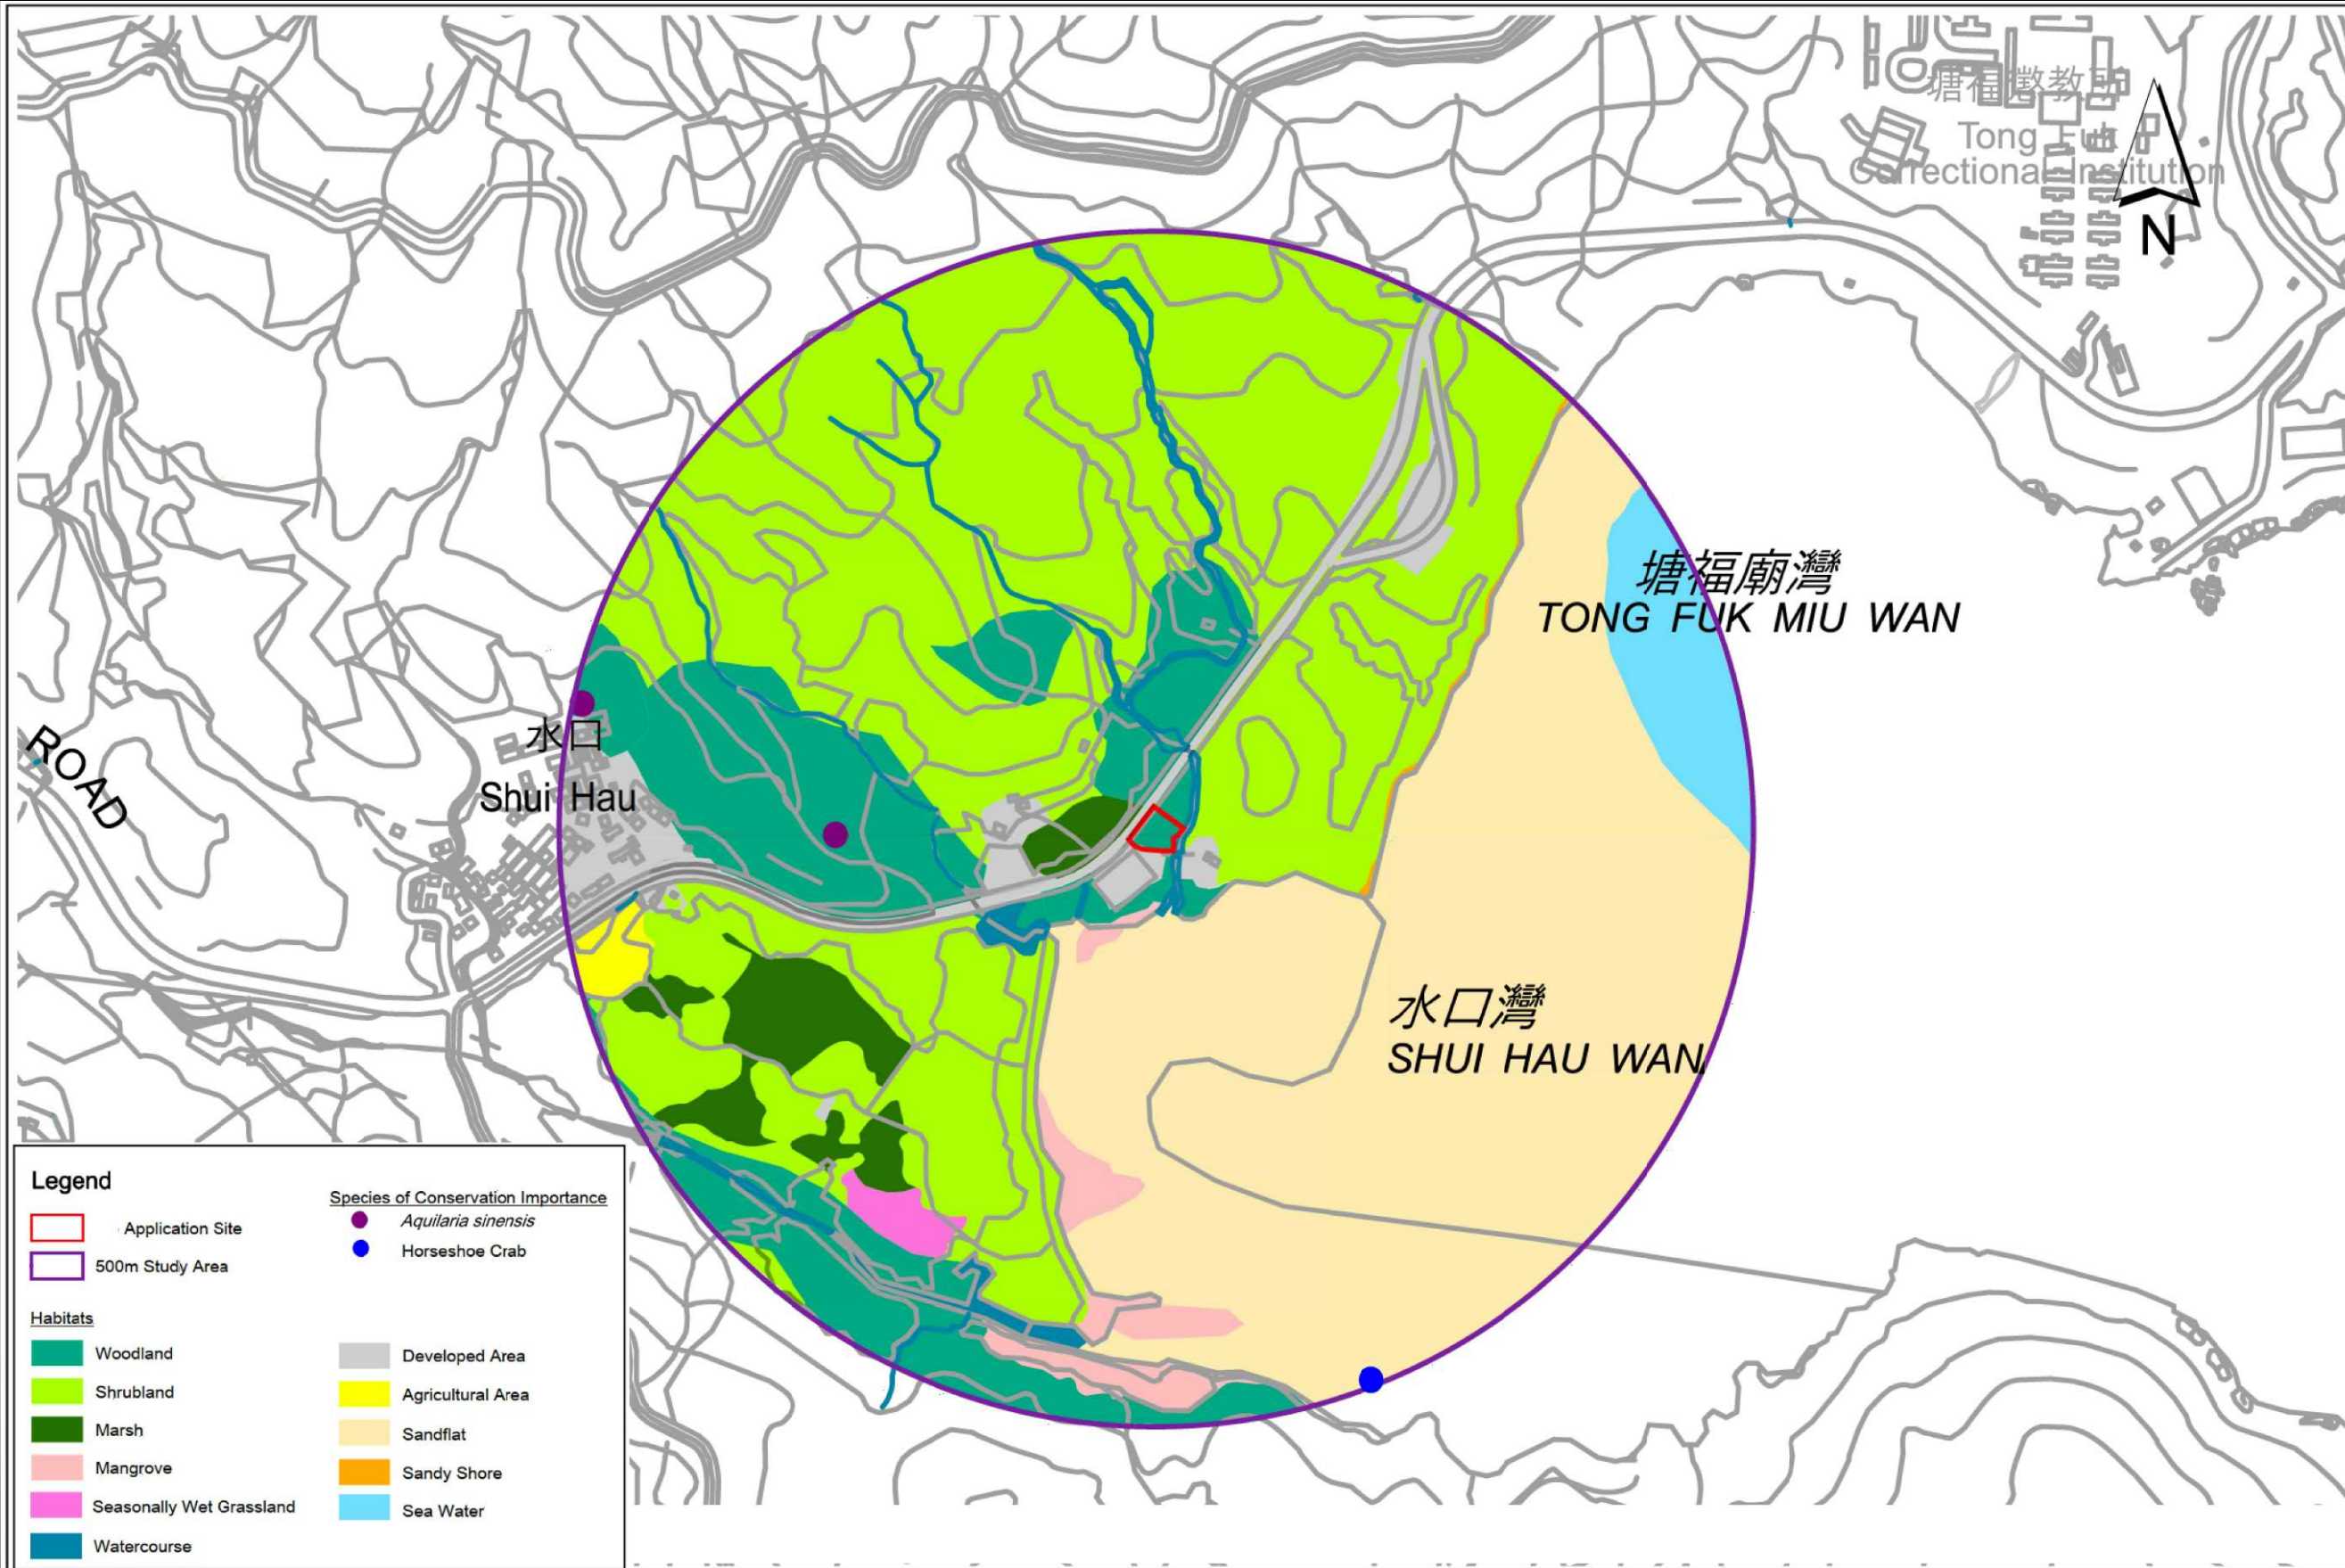 塘福懲教所
Tong Fuk
Correctional Institution
N
塘福廟灣
TONG FUK MIU WAN
水口
Shui Hau
ROAD
水口灣
SHUI HAU WAN
Legend
Application Site
500m Study Area
Species of Conservation Importance
Aquilaria sinensis
Horseshoe Crab
Habitats
Woodland
Shrubland
Marsh
Mangrove
Seasonally Wet Grassland
Watercourse
Developed Area
Agricultural Area
Sandflat
Sandy Shore
Sea Water